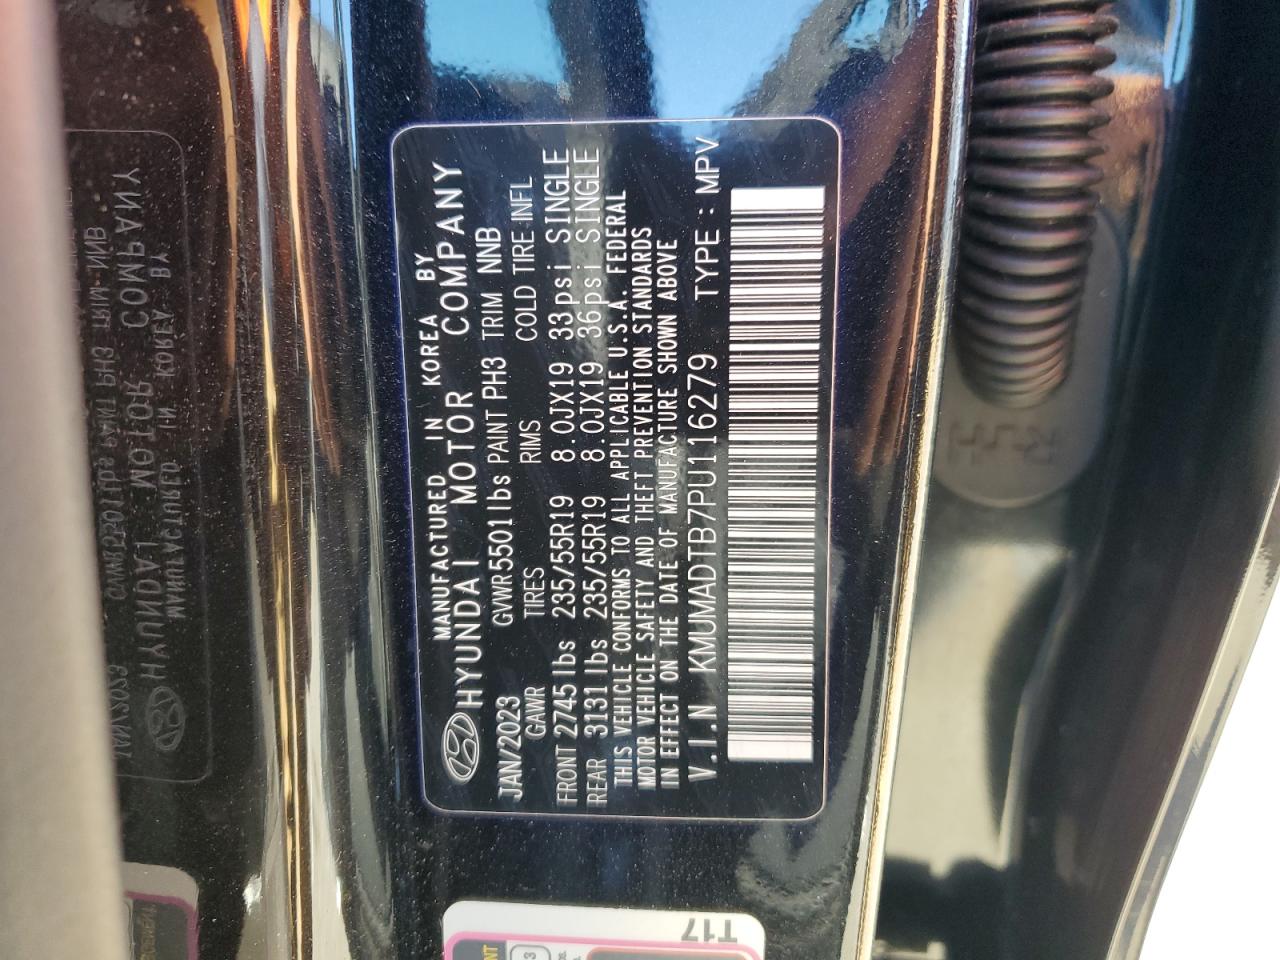 MANUFACTURED IN KOREA BY
HYUNDAI MOTOR COMPANY
JAN/2023 GVWR5501lbs PAINT PH3 TRIM NNB
GAWR TIRES RIMS COLD TIRE INFL
FRONT 2745lbs 235/55R19 8.0JX19 33psi SINGLE
REAR 3131lbs 235/55R19 8.0JX19 36psi SINGLE
THIS VEHICLE CONFORMS TO ALL APPLICABLE U.S.A. FEDERAL
MOTOR VEHICLE SAFETY AND THEFT PREVENTION STANDARDS
IN EFFECT ON THE DATE OF MANUFACTURE SHOWN ABOVE
V.I.N KMUMADTB7PU116279 TYPE:MPV
T17
3